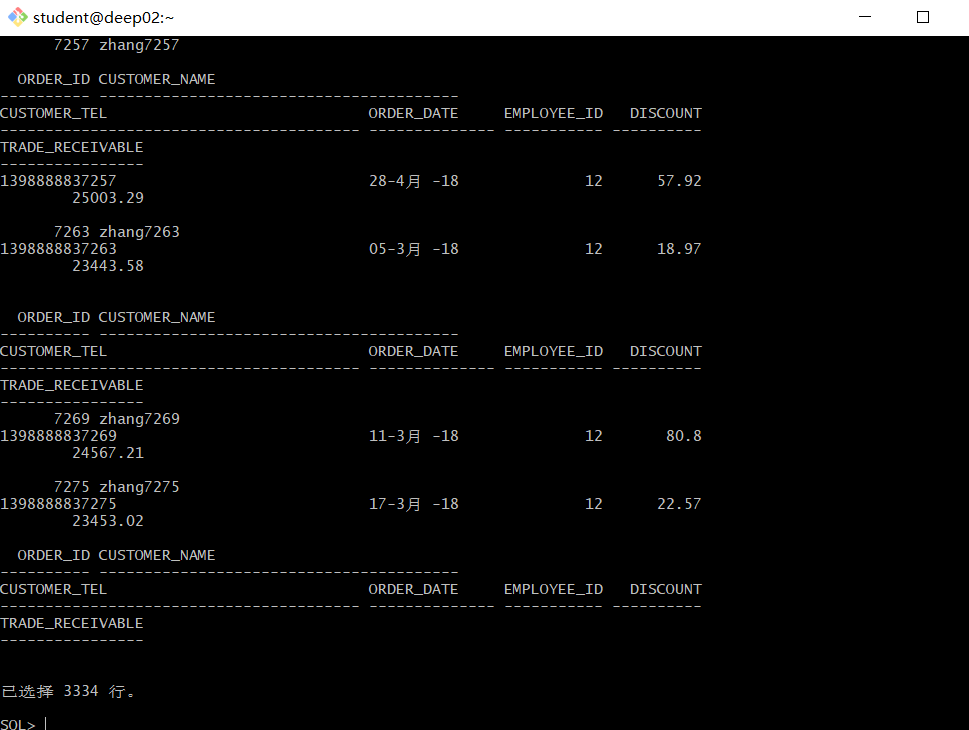 student@deep02:~
      7257 zhang7257
  ORDER_ID CUSTOMER_NAME
---------- ----------------------------------------
CUSTOMER_TEL                             ORDER_DATE     EMPLOYEE_ID   DISCOUNT
---------------------------------------- -------------- ----------- ----------
TRADE_RECEIVABLE
----------------
1398888837257                            28-4月 -18              12      57.92
        25003.29
      7263 zhang7263
1398888837263                            05-3月 -18              12      18.97
        23443.58
  ORDER_ID CUSTOMER_NAME
---------- ----------------------------------------
CUSTOMER_TEL                             ORDER_DATE     EMPLOYEE_ID   DISCOUNT
---------------------------------------- -------------- ----------- ----------
TRADE_RECEIVABLE
----------------
      7269 zhang7269
1398888837269                            11-3月 -18              12       80.8
        24567.21
      7275 zhang7275
1398888837275                            17-3月 -18              12      22.57
        23453.02
  ORDER_ID CUSTOMER_NAME
---------- ----------------------------------------
CUSTOMER_TEL                             ORDER_DATE     EMPLOYEE_ID   DISCOUNT
---------------------------------------- -------------- ----------- ----------
TRADE_RECEIVABLE
----------------
已选择 3334 行。
SQL>